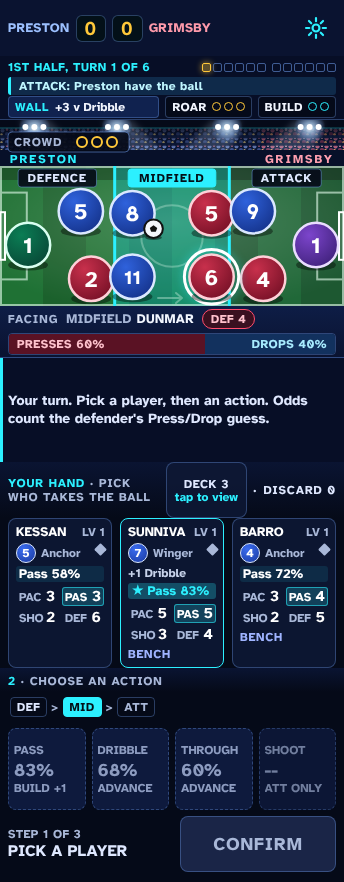 PRESTON 0 0 GRIMSBY
1ST HALF, TURN 1 OF 6
ATTACK: Preston have the ball
WALL +3 v Dribble
ROAR
BUILD
CROWD
PRESTON
GRIMSBY
DEFENCE
MIDFIELD
ATTACK
5
8
5
9
1
1
2
11
6
4
FACING MIDFIELD DUNMAR DEF 4
PRESSES 60%
DROPS 40%
Your turn. Pick a player, then an action. Odds
count the defender's Press/Drop guess.
YOUR HAND · PICK
WHO TAKES THE BALL
DECK 3
tap to view
· DISCARD 0
KESSAN LV 1
5 Anchor
Pass 58%
PAC 3 PAS 3
SHO 2 DEF 6
SUNNIVA LV 1
7 Winger
+1 Dribble
★ Pass 83%
PAC 5 PAS 5
SHO 3 DEF 4
BENCH
BARRO LV 1
4 Anchor
Pass 72%
PAC 3 PAS 4
SHO 2 DEF 6
BENCH
2 · CHOOSE AN ACTION
DEF > MID > ATT
PASS
83%
BUILD +1
DRIBBLE
68%
ADVANCE
THROUGH
60%
ADVANCE
SHOOT
--
ATT ONLY
STEP 1 OF 3
PICK A PLAYER
CONFIRM